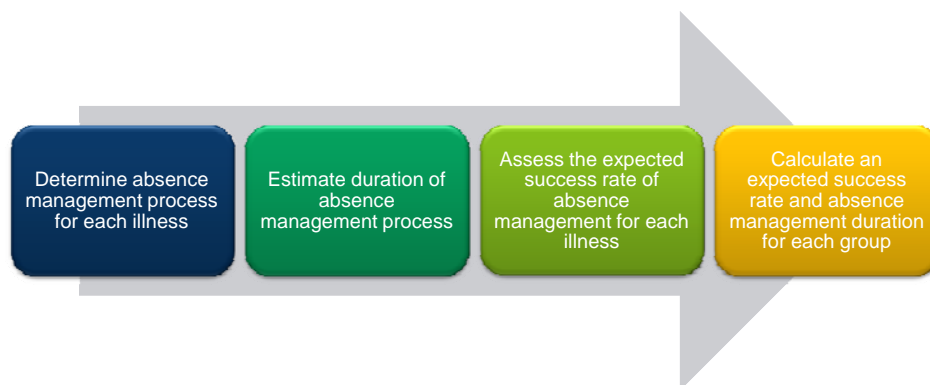 Determine absence
management process
for each illness
Estimate duration of
absence
management process
Assess the expected
success rate of
absence
management for each
illness
Calculate an
expected success
rate and absence
management duration
for each group